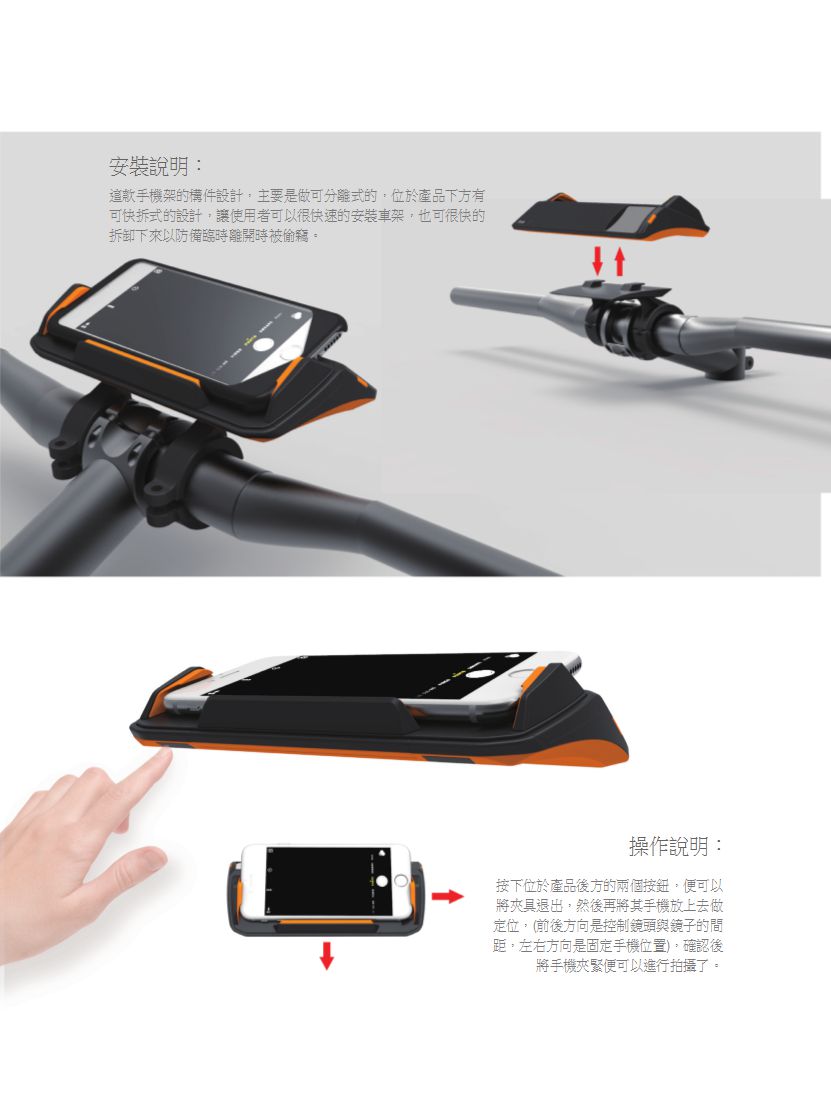 安裝說明：
這款手機架的構件設計，主要是做可分離式的，位於產品下方有
可快拆式的設計，讓使用者可以很快速的安裝車架，也可很快的
拆卸下來以防備臨時離開時被偷竊。
操作說明：
按下位於產品後方的兩個按鈕，便可以
將夾具退出，然後再將其手機放上去做
定位，(前後方向是控制鏡頭與鏡子的間
距，左右方向是固定手機位置)，確認後
將手機夾緊便可以進行拍攝了。